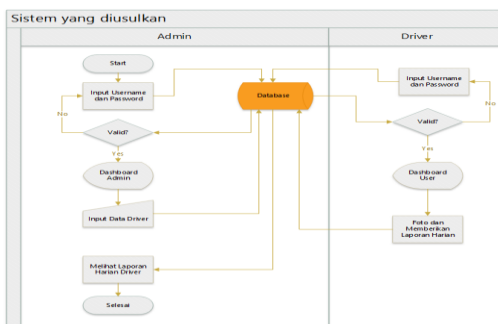 Sistem yang diusulkan
Admin
Driver
Start
Input Username
dan Password
Database
Input Username
dan Password
No
Valid?
Yes
Valid?
No
Yes
Dashboard
Admin
Dashboard
User
Input Data Driver
Foto dan
Memberikan
Laporan Harian
Melihat Laporan
Harian Driver
Selesai